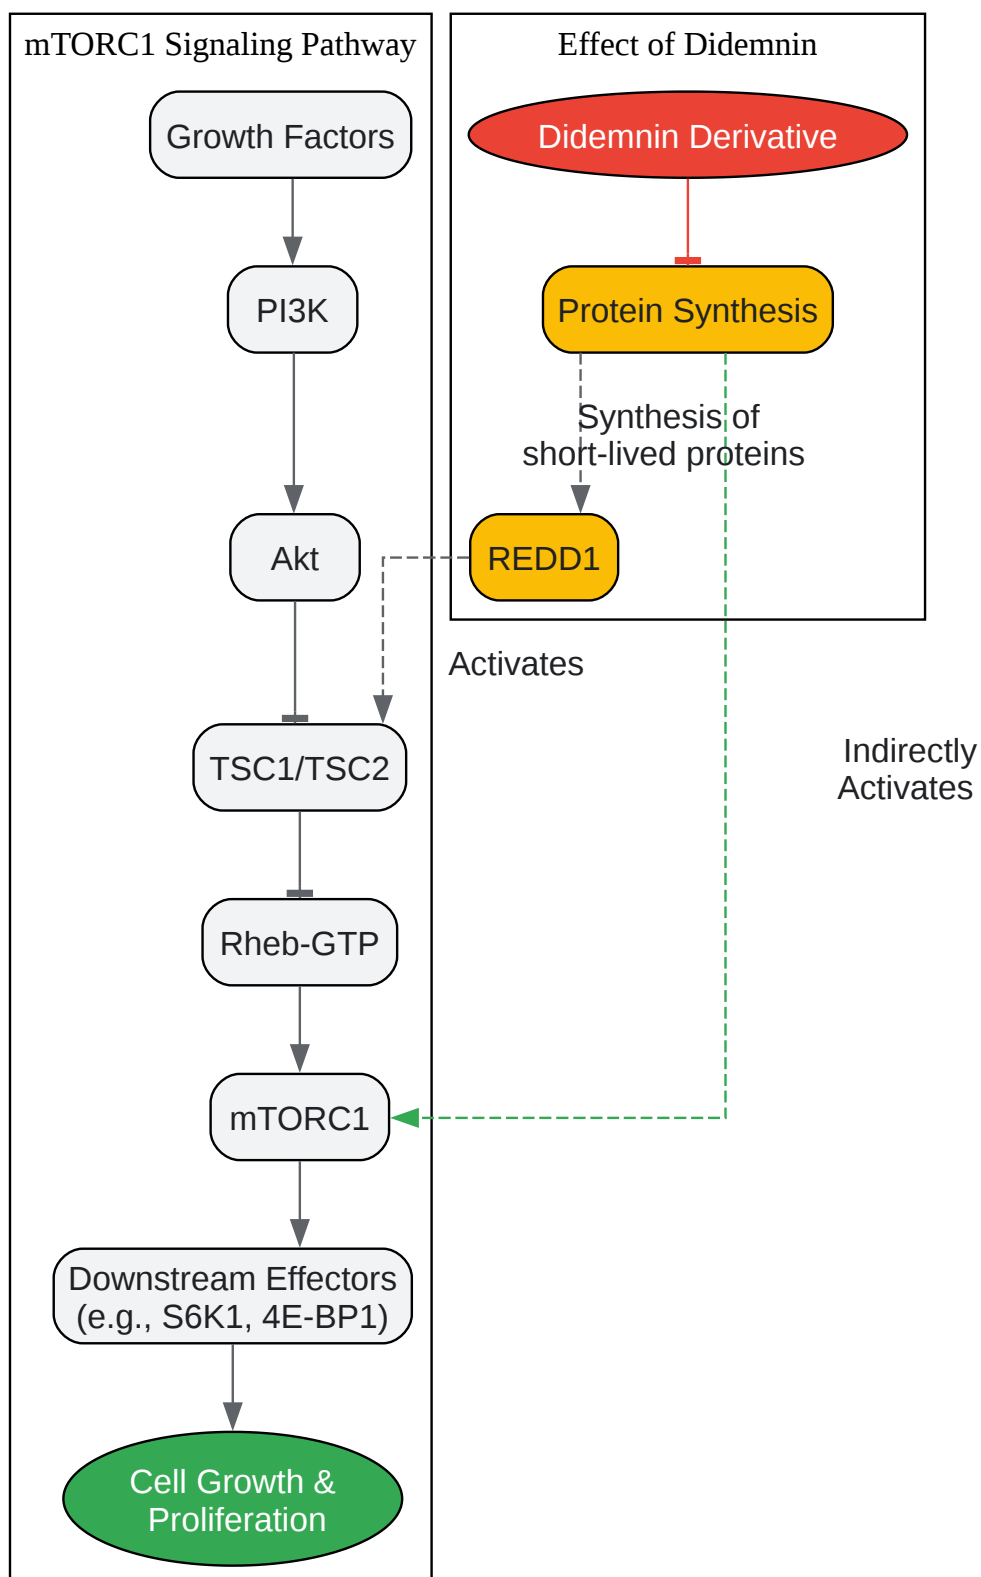 mTORC1 Signaling Pathway
Growth Factors
PI3K
Akt
TSC1/TSC2
Rheb-GTP
mTORC1
Downstream Effectors
(e.g., S6K1, 4E-BP1)
Cell Growth &
Proliferation
Effect of Didemnin
Didemnin Derivative
Protein Synthesis
Synthesis of
short-lived proteins
REDD1
Activates
Indirectly
Activates